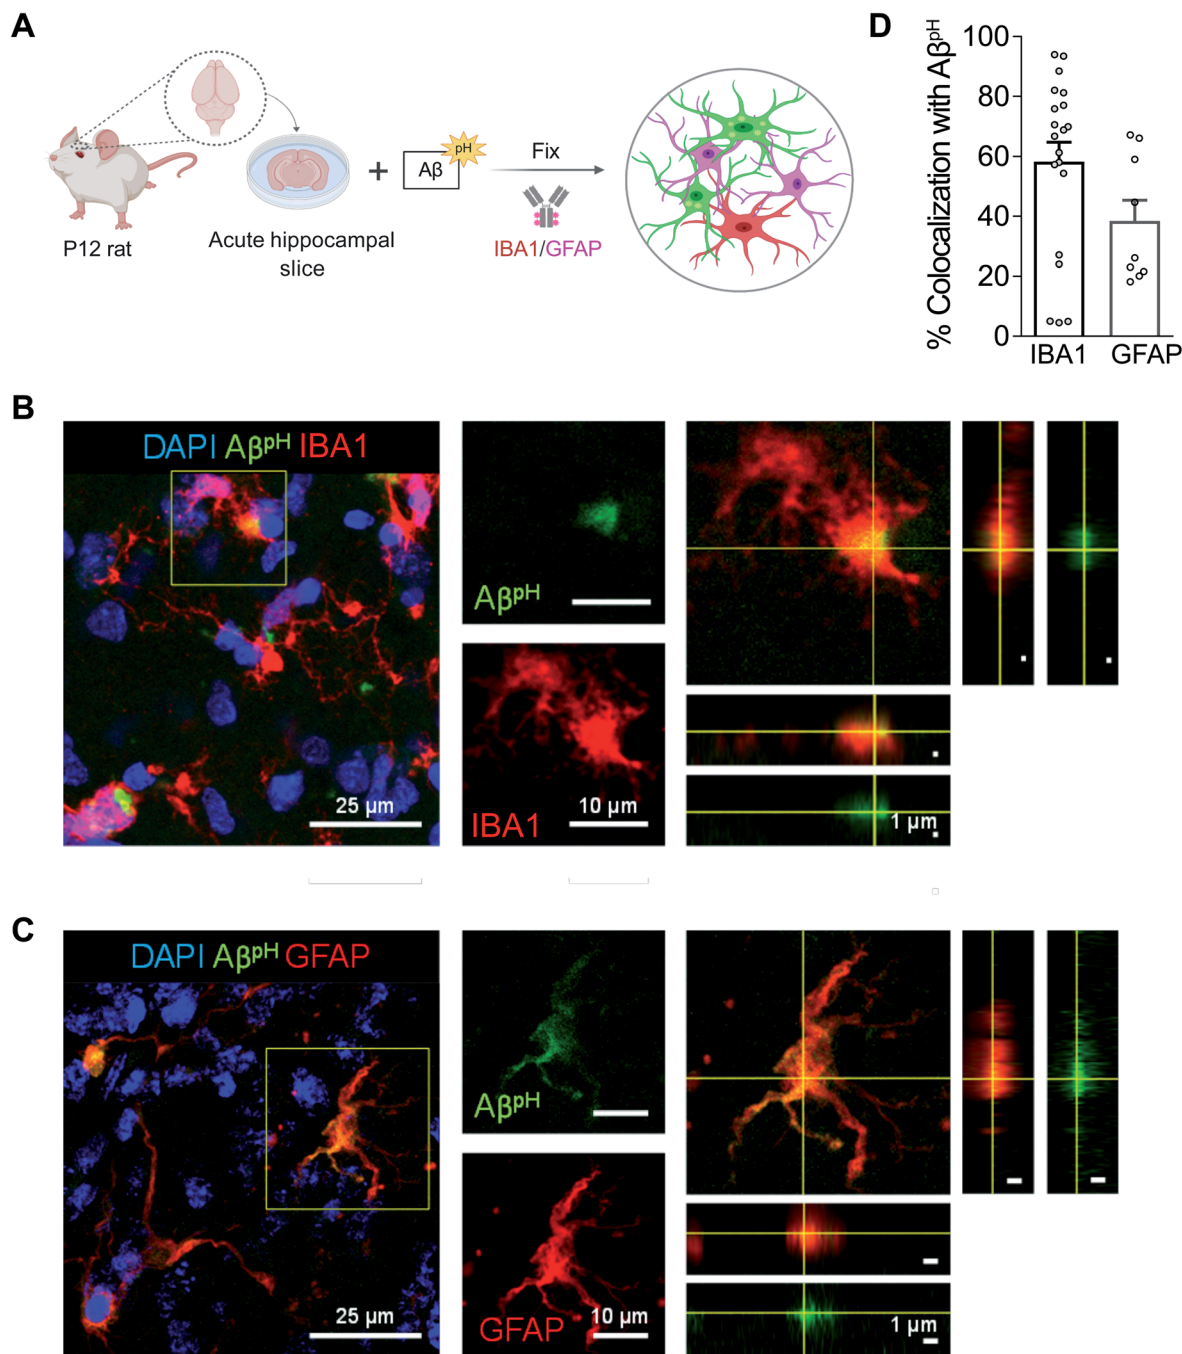 A
P12 rat
Acute hippocampal
slice
+
Aβ
pH
Fix
IBA1/GFAP
D
% Colocalization with Aβᵖᴴ
100
80
60
40
20
0
IBA1
GFAP
B
DAPI Aβᵖᴴ IBA1
25 µm
Aβᵖᴴ
IBA1
10 µm
1 µm
C
DAPI Aβᵖᴴ GFAP
25 µm
Aβᵖᴴ
GFAP
10 µm
1 µm